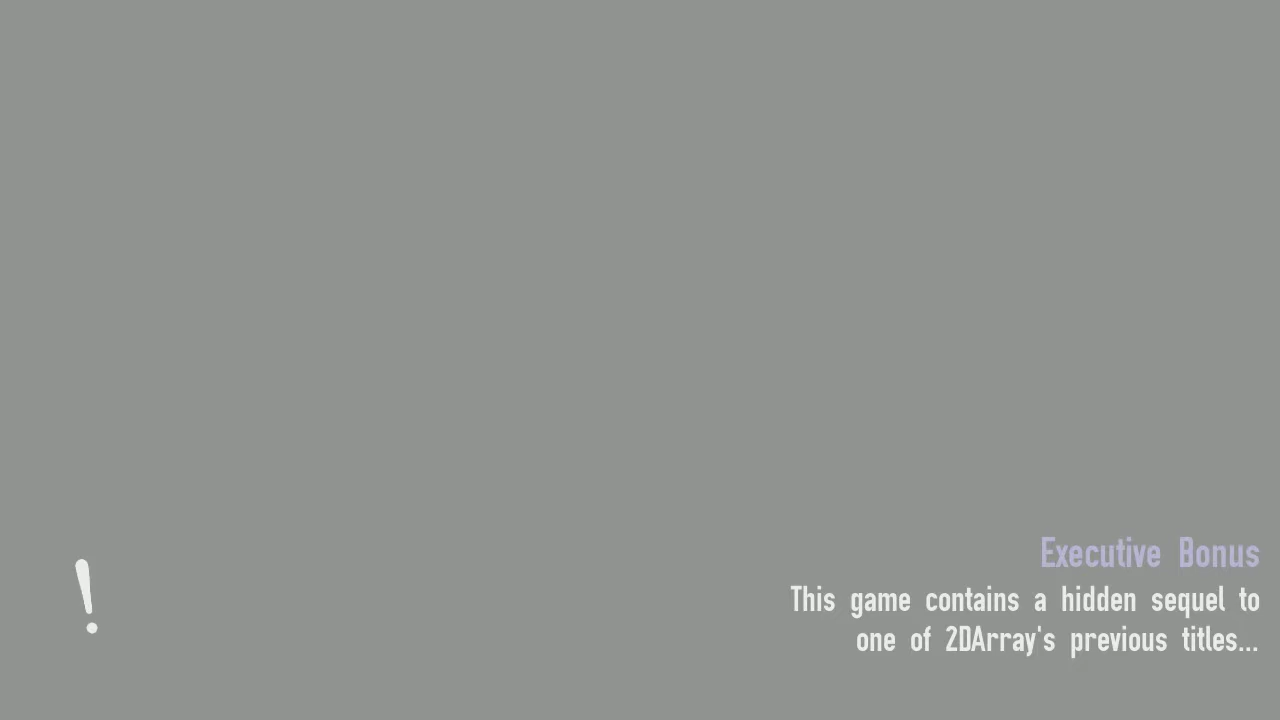 !
Executive Bonus
This game contains a hidden sequel to
one of 2DArray's previous titles...